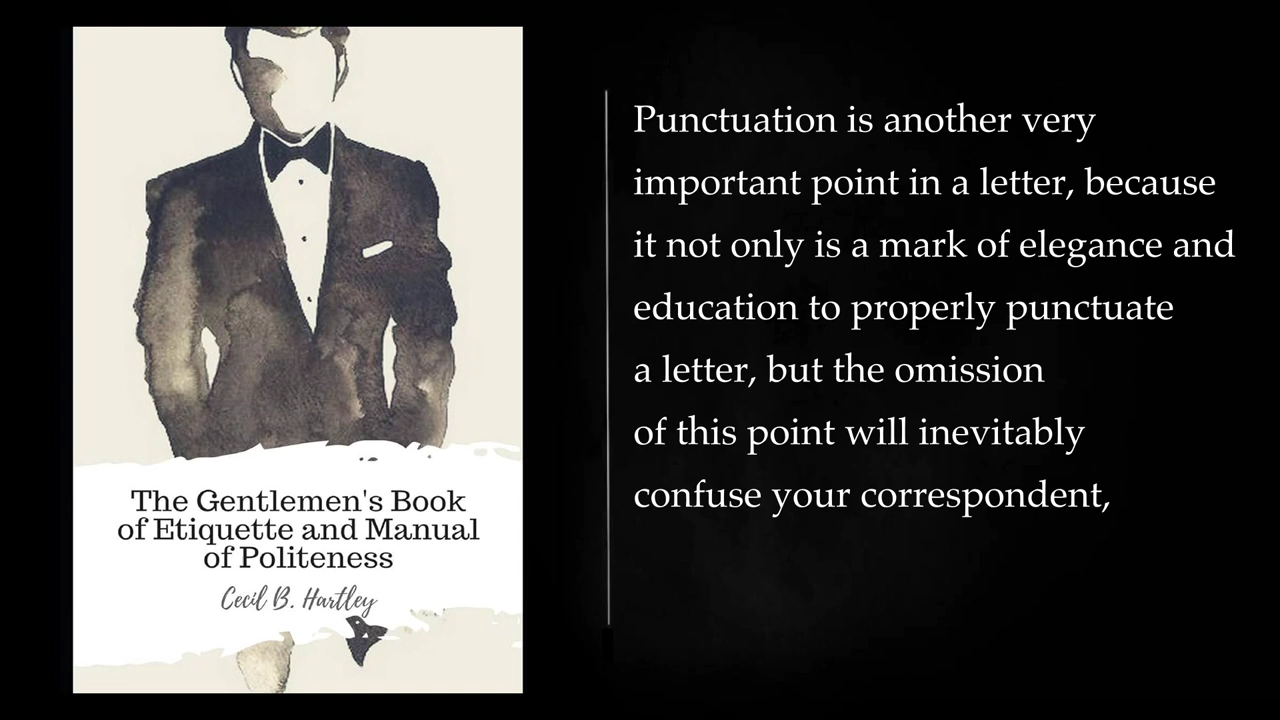 The Gentlemen's Book
of Etiquette and Manual
of Politeness
Cecil B. Hartley
Punctuation is another very
important point in a letter, because
it not only is a mark of elegance and
education to properly punctuate
a letter, but the omission
of this point will inevitably
confuse your correspondent,